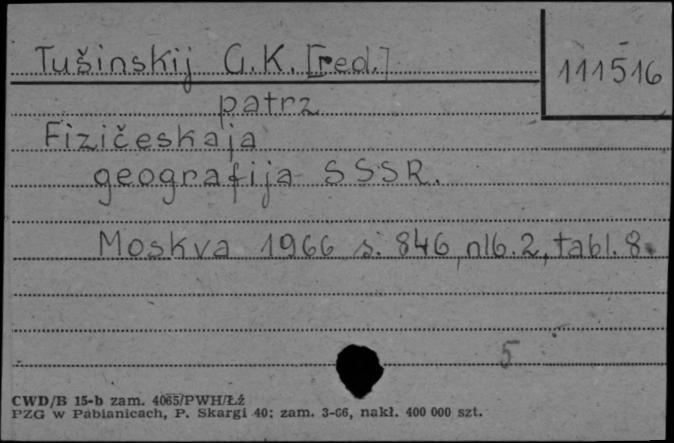 Tušinskij G. K. [red.]
111516
patrz
Fizičeskaja
geografija SSSR.
Moskva 1966 s. 846, nlb. 2, tabl. 8.
5
CWD/B 15-b zam. 4065/PWH/Łź
PZG w Pabianicach, P. Skargi 40; zam. 3-66, nakł. 400 000 szt.